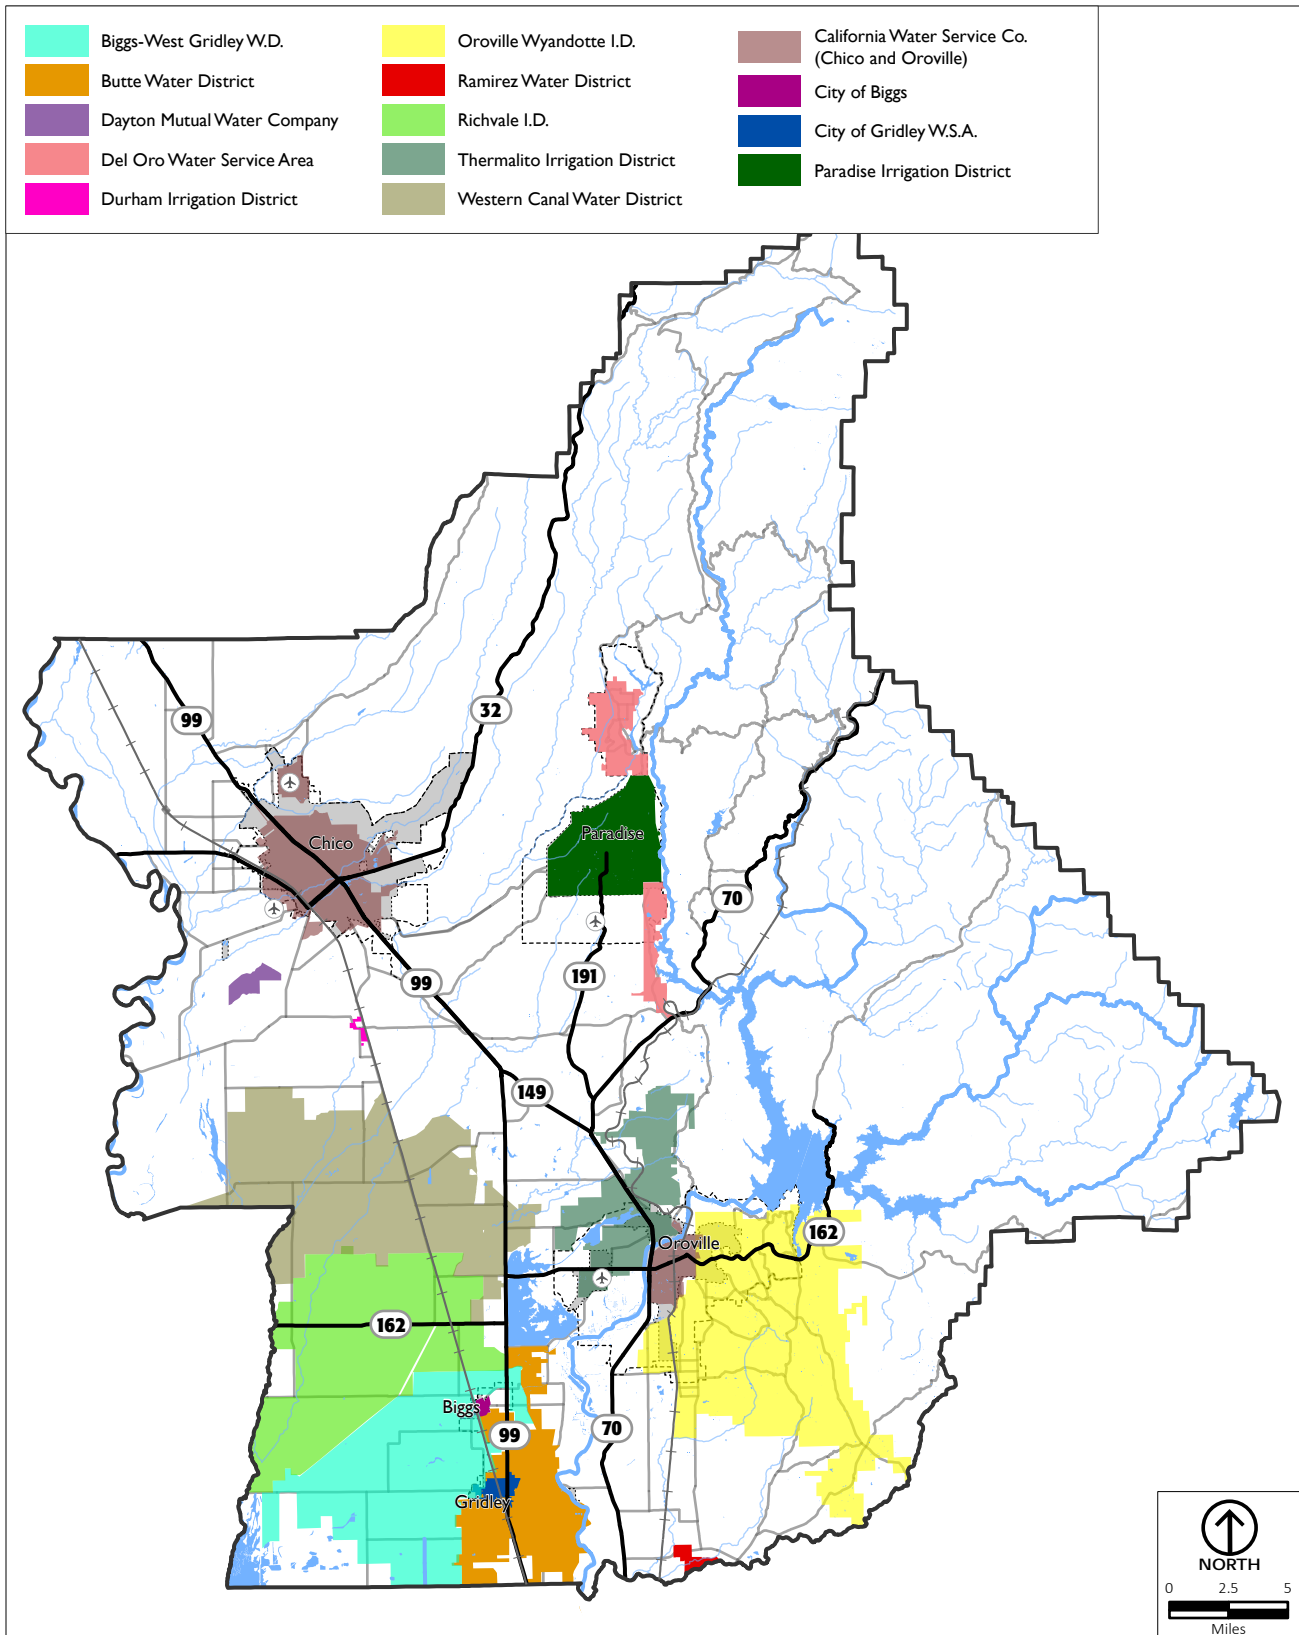 Biggs-West Gridley W.D.
Butte Water District
Dayton Mutual Water Company
Del Oro Water Service Area
Durham Irrigation District
Oroville Wyandotte I.D.
Ramirez Water District
Richvale I.D.
Thermalito Irrigation District
Western Canal Water District
California Water Service Co.
(Chico and Oroville)
City of Biggs
City of Gridley W.S.A.
Paradise Irrigation District
99
32
Chico
Paradise
70
191
99
149
162
Oroville
162
Biggs
99
70
Gridley
NORTH
0 2.5 5
Miles